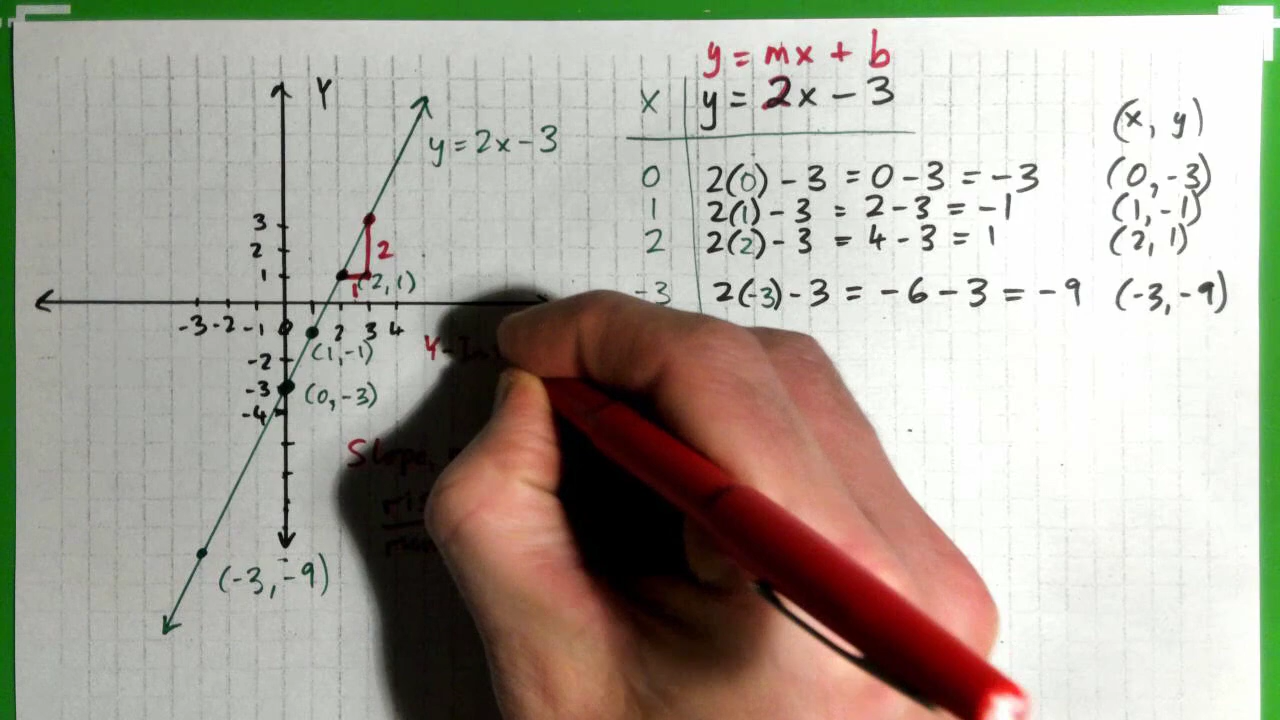 y = mx + b
x y = 2x - 3 (x, y)
0 2(0) - 3 = 0 - 3 = -3 (0, -3)
1 2(1) - 3 = 2 - 3 = -1 (1, -1)
2 2(2) - 3 = 4 - 3 = 1 (2, 1)
-3 2(-3) - 3 = -6 - 3 = -9 (-3, -9)
Y
y = 2x - 3
3
2 2
1 (2,1)
1
-3 -2 -1 0 2 3 4
(1, -1)
-2
-3 (0, -3)
-4
Slope,
(-3, -9)